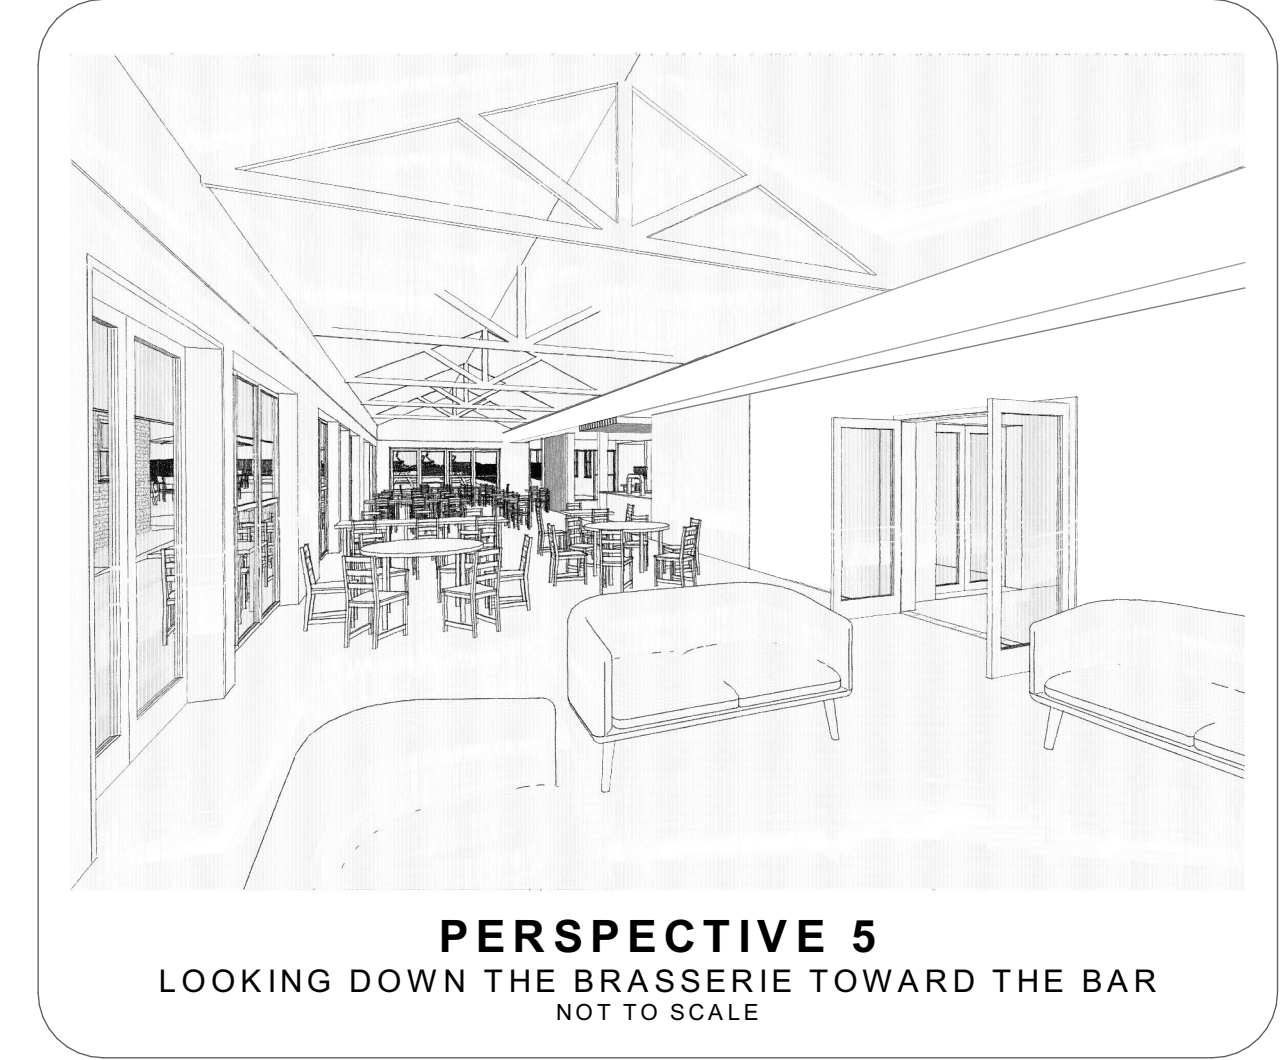 PERSPECTIVE 5
LOOKING DOWN THE BRASSERIE TOWARD THE BAR
NOT TO SCALE